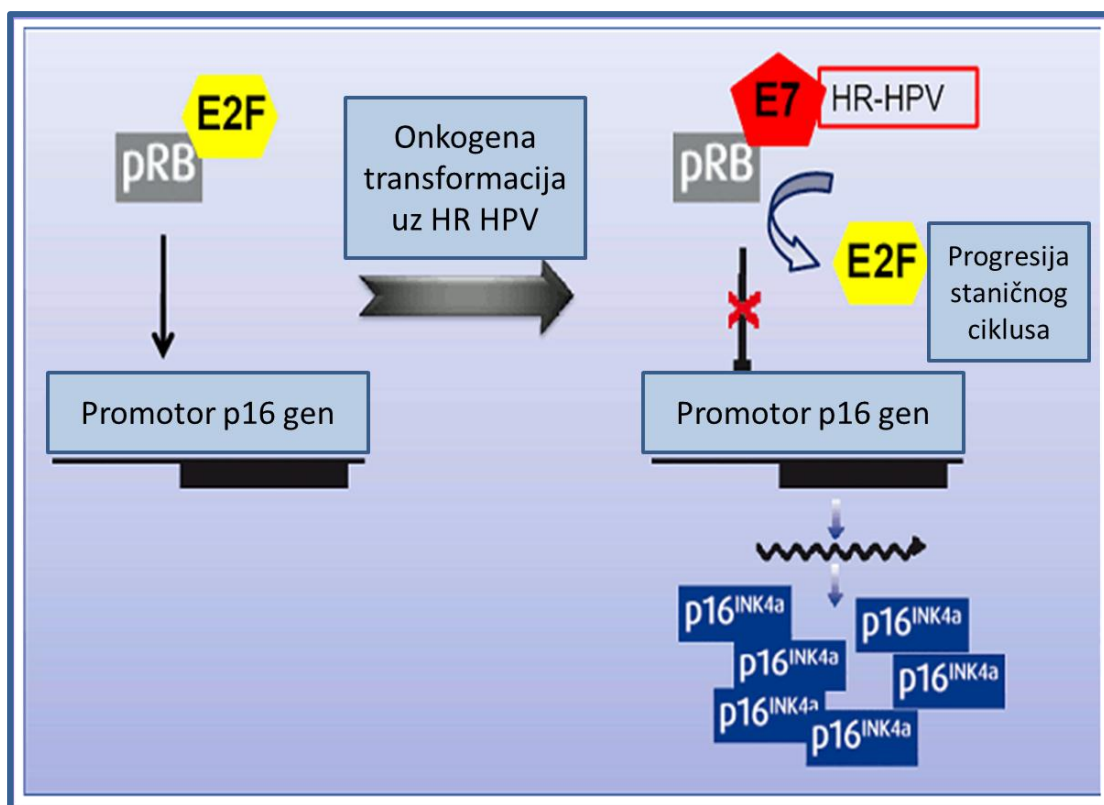 E2F
pRB
Onkogena
transformacija
uz HR HPV
E7
HR-HPV
pRB
E2F
Progresija
staničnog
ciklusa
Promotor p16 gen
Promotor p16 gen
p16INK4a
p16INK4a
p16INK4a
p16INK4a
p16INK4a
p16INK4a